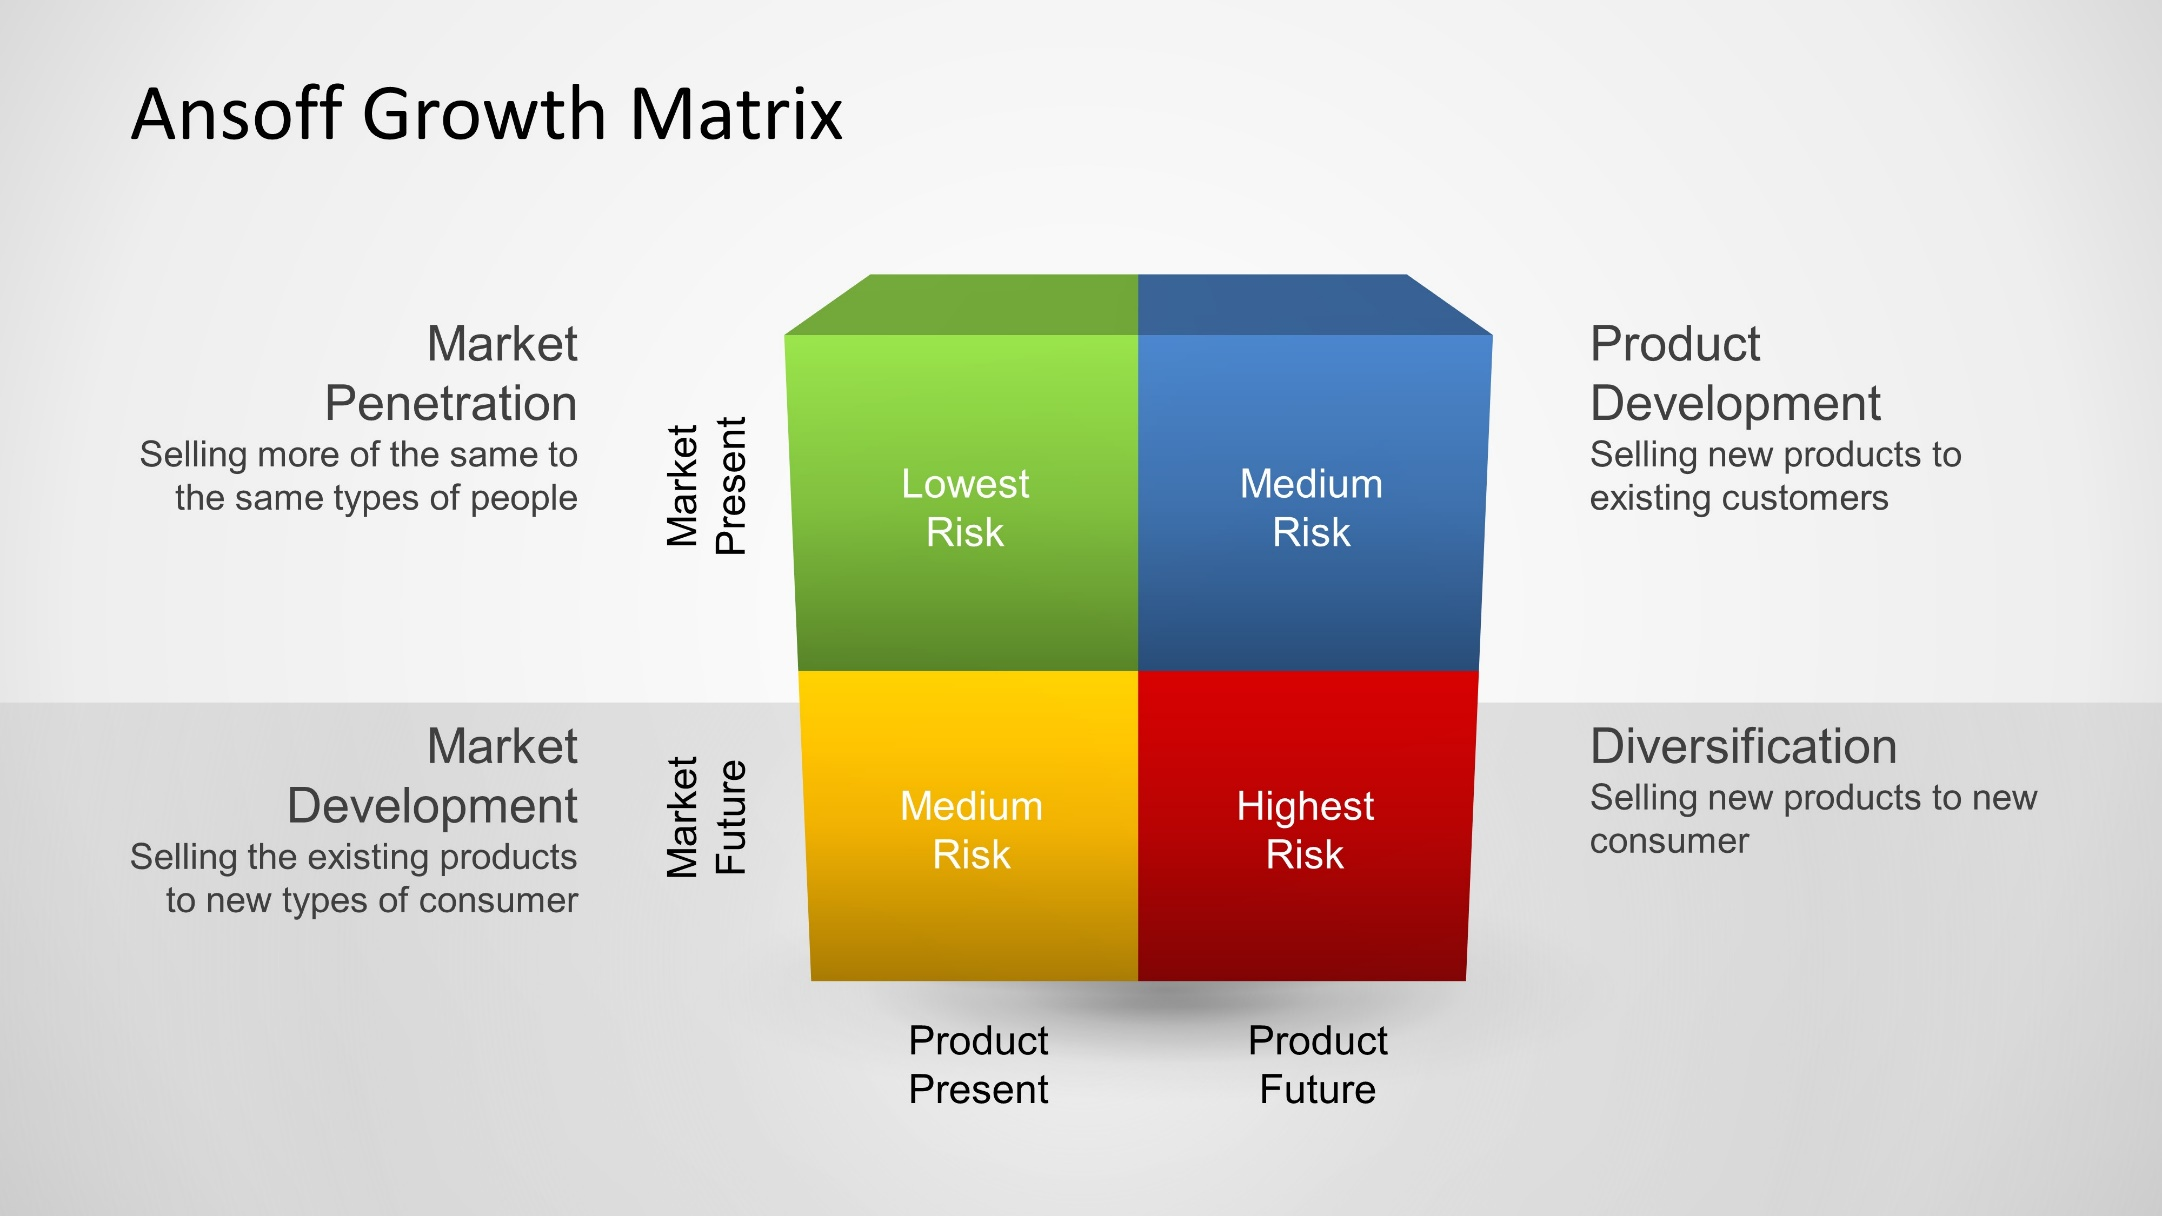 Ansoff Growth Matrix
Market
Penetration
Selling more of the same to
the same types of people
Market
Present
Lowest
Risk
Medium
Risk
Product
Development
Selling new products to
existing customers
Market
Development
Selling the existing products
to new types of consumer
Market
Future
Medium
Risk
Highest
Risk
Diversification
Selling new products to new
consumer
Product
Present
Product
Future